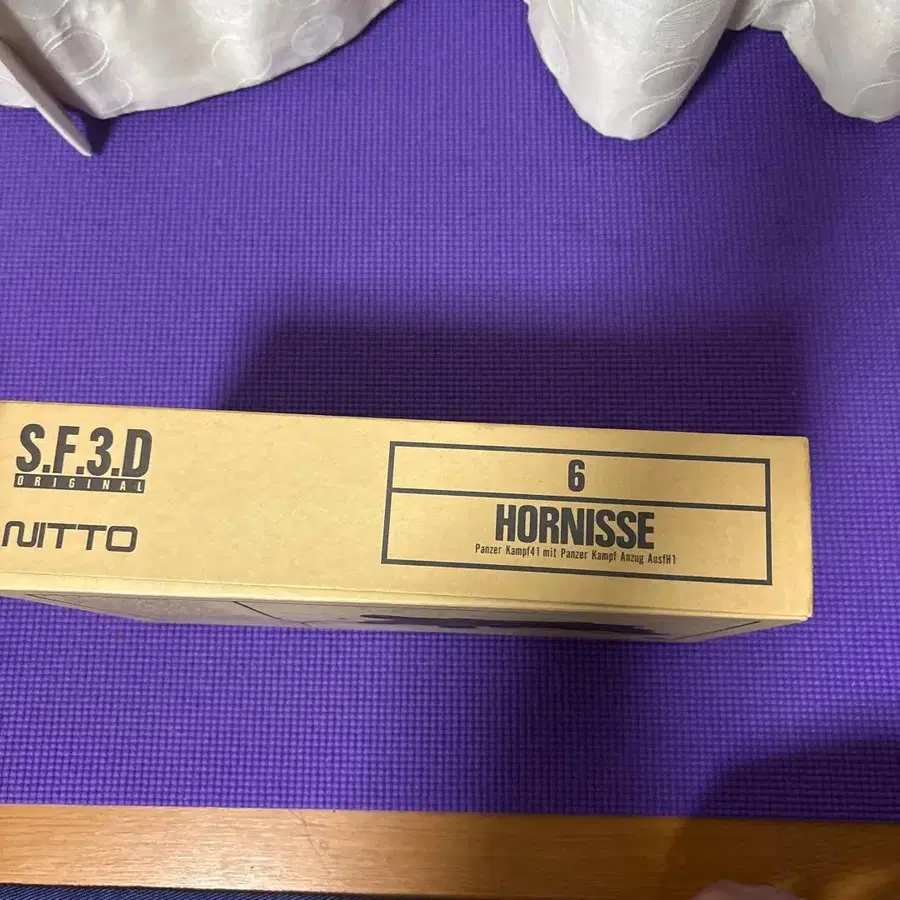 S.F.3.D
ORIGINAL
NITTO
6
HORNISSE
Panzer Kampf41 mit Panzer Kampf Anzug AusfH1